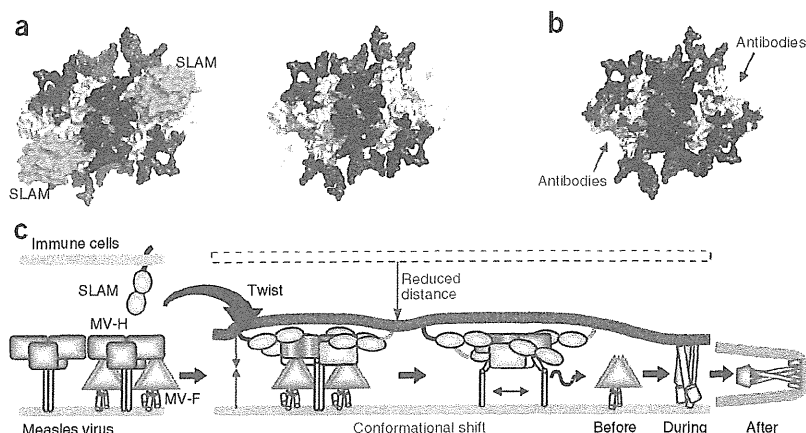 a
SLAM
SLAM
b
Antibodies
Antibodies
c
Immune cells
SLAM
MV-H
Twist
Reduced
distance
MV-F
Measles virus
Conformational shift
Before
During
After